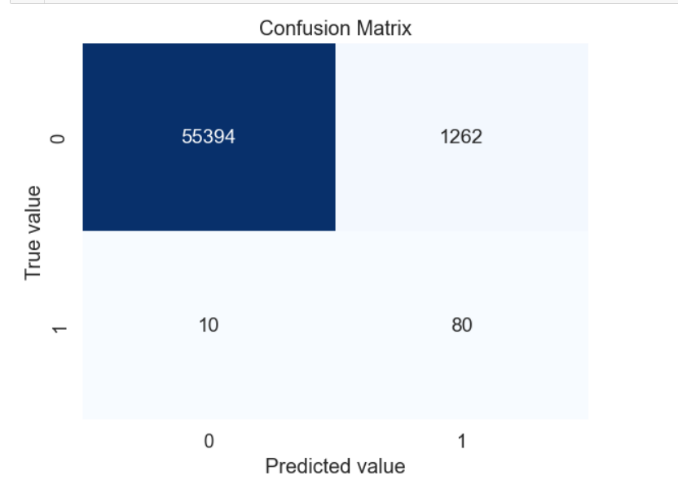 Confusion Matrix
True value
0
55394
1262
1
10
80
0
1
Predicted value